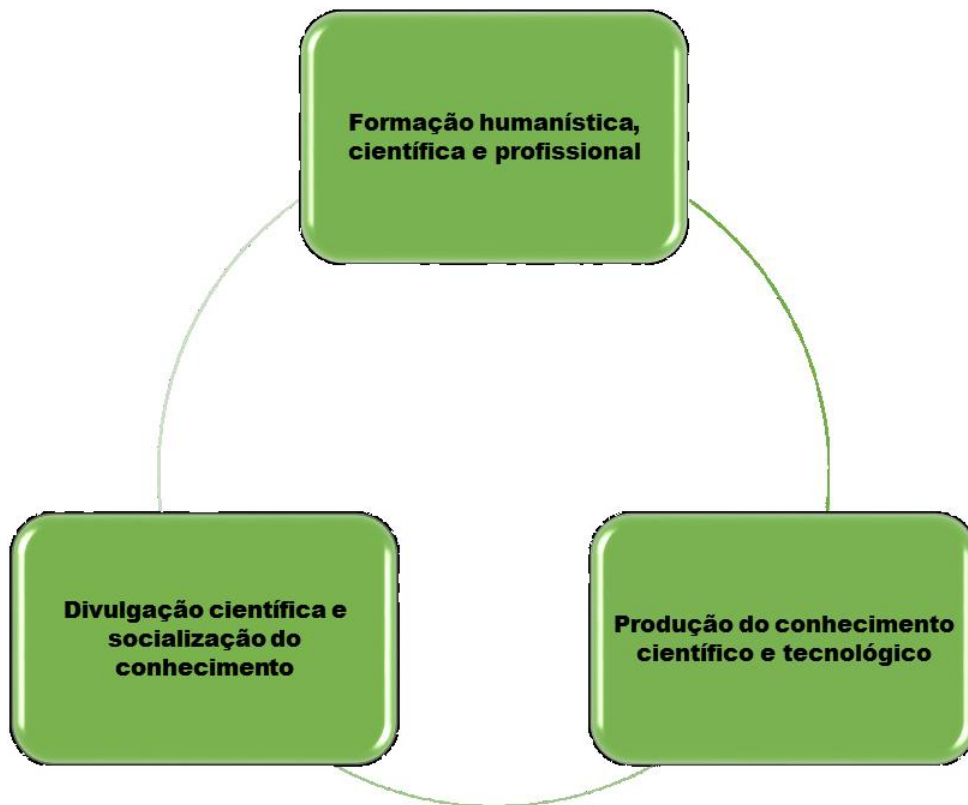 Formação humanística,
científica e profissional
Divulgação científica e
socialização do
conhecimento
Produção do conhecimento
científico e tecnológico